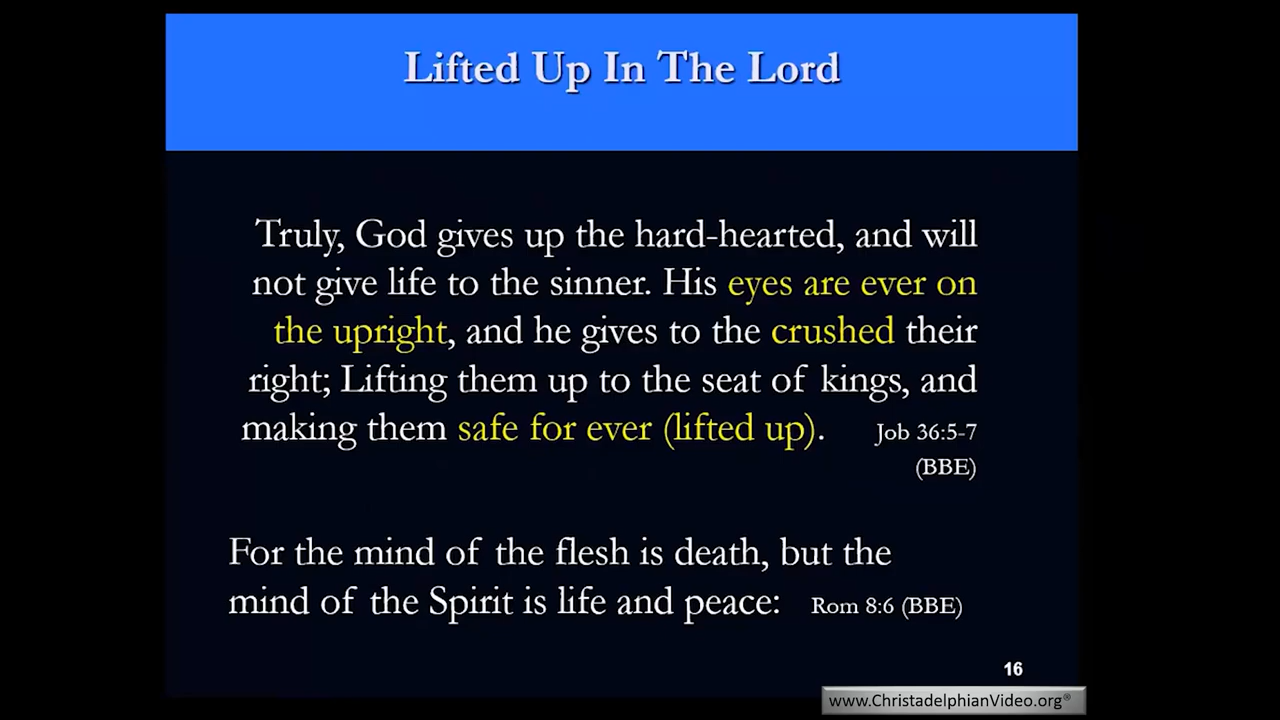 Lifted Up In The Lord
Truly, God gives up the hard-hearted, and will
not give life to the sinner. His eyes are ever on
the upright, and he gives to the crushed their
right; Lifting them up to the seat of kings, and
making them safe for ever (lifted up). Job 36:5-7
(BBE)
For the mind of the flesh is death, but the
mind of the Spirit is life and peace: Rom 8:6 (BBE)
16
www.ChristadelphianVideo.org®